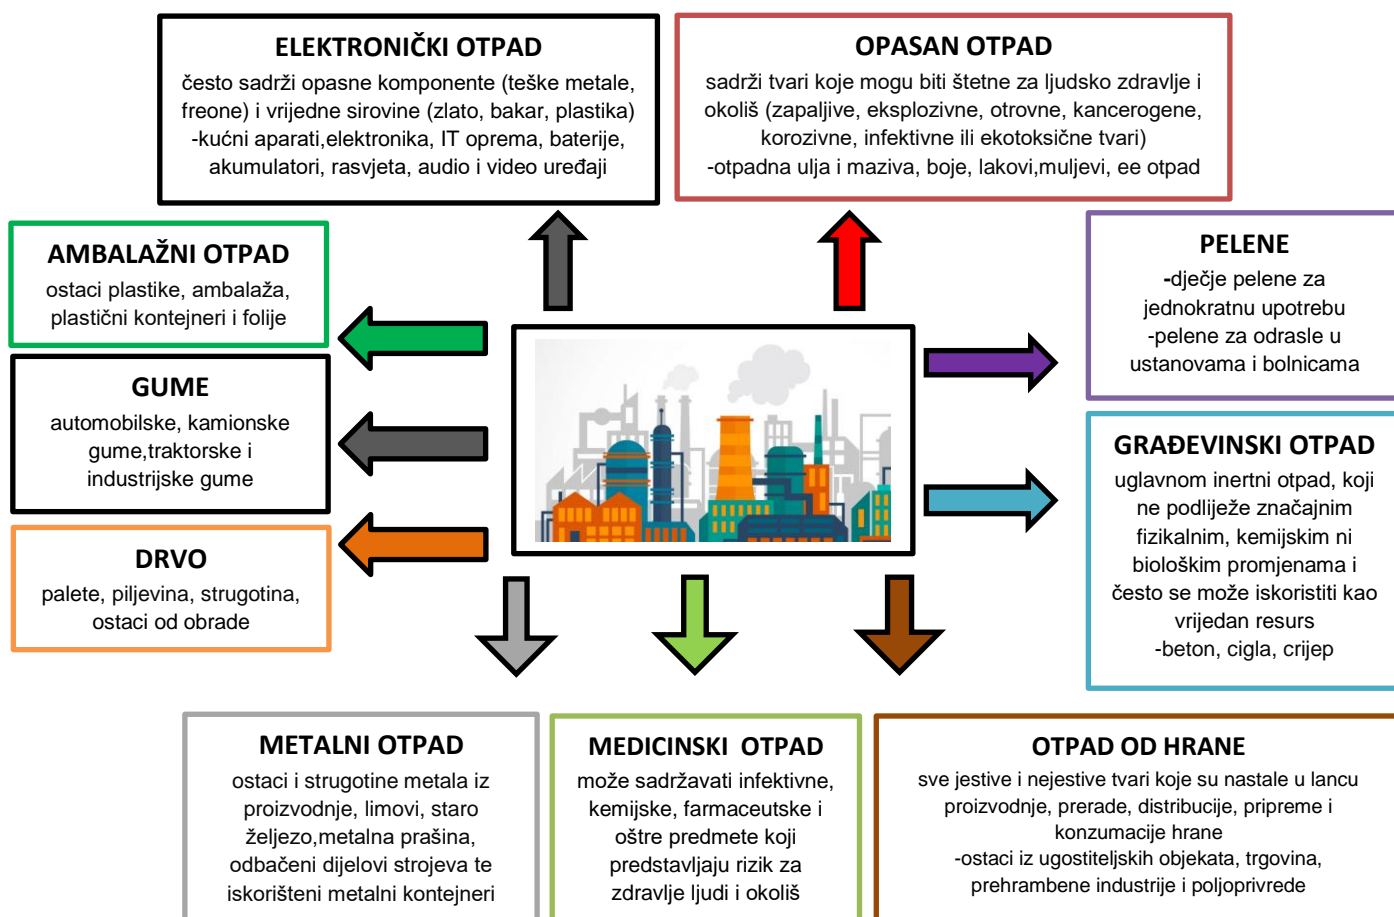 ELEKTRONIČKI OTPAD
često sadrži opasne komponente (teške metale,
freone) i vrijedne sirovine (zlato, bakar, plastika)
-kućni aparati,elektronika, IT oprema, baterije,
akumulatori, rasvjeta, audio i video uređaji
OPASAN OTPAD
sadrži tvari koje mogu biti štetne za ljudsko zdravlje i
okoliš (zapaljive, eksplozivne, otrovne, kancerogene,
korozivne, infektivne ili ekotoksične tvari)
-otpadna ulja i maziva, boje, lakovi,muljevi, ee otpad
AMBALAŽNI OTPAD
ostaci plastike, ambalaža,
plastični kontejneri i folije
PELENE
-dječje pelene za
jednokratnu upotrebu
-pelene za odrasle u
ustanovama i bolnicama
GUME
automobilske, kamionske
gume,traktorske i
industrijske gume
GRAĐEVINSKI OTPAD
uglavnom inertni otpad, koji
ne podliježe značajnim
fizikalnim, kemijskim ni
biološkim promjenama i
često se može iskoristiti kao
vrijedan resurs
-beton, cigla, crijep
DRVO
palete, piljevina, strugotina,
ostaci od obrade
METALNI OTPAD
ostaci i strugotine metala iz
proizvodnje, limovi, staro
željezo,metalna prašina,
odbačeni dijelovi strojeva te
iskorišteni metalni kontejneri
MEDICINSKI OTPAD
može sadržavati infektivne,
kemijske, farmaceutske i
oštre predmete koji
predstavljaju rizik za
zdravlje ljudi i okoliš
OTPAD OD HRANE
sve jestive i nejestive tvari koje su nastale u lancu
proizvodnje, prerade, distribucije, pripreme i
konzumacije hrane
-ostaci iz ugostiteljskih objekata, trgovina,
prehrambene industrije i poljoprivrede